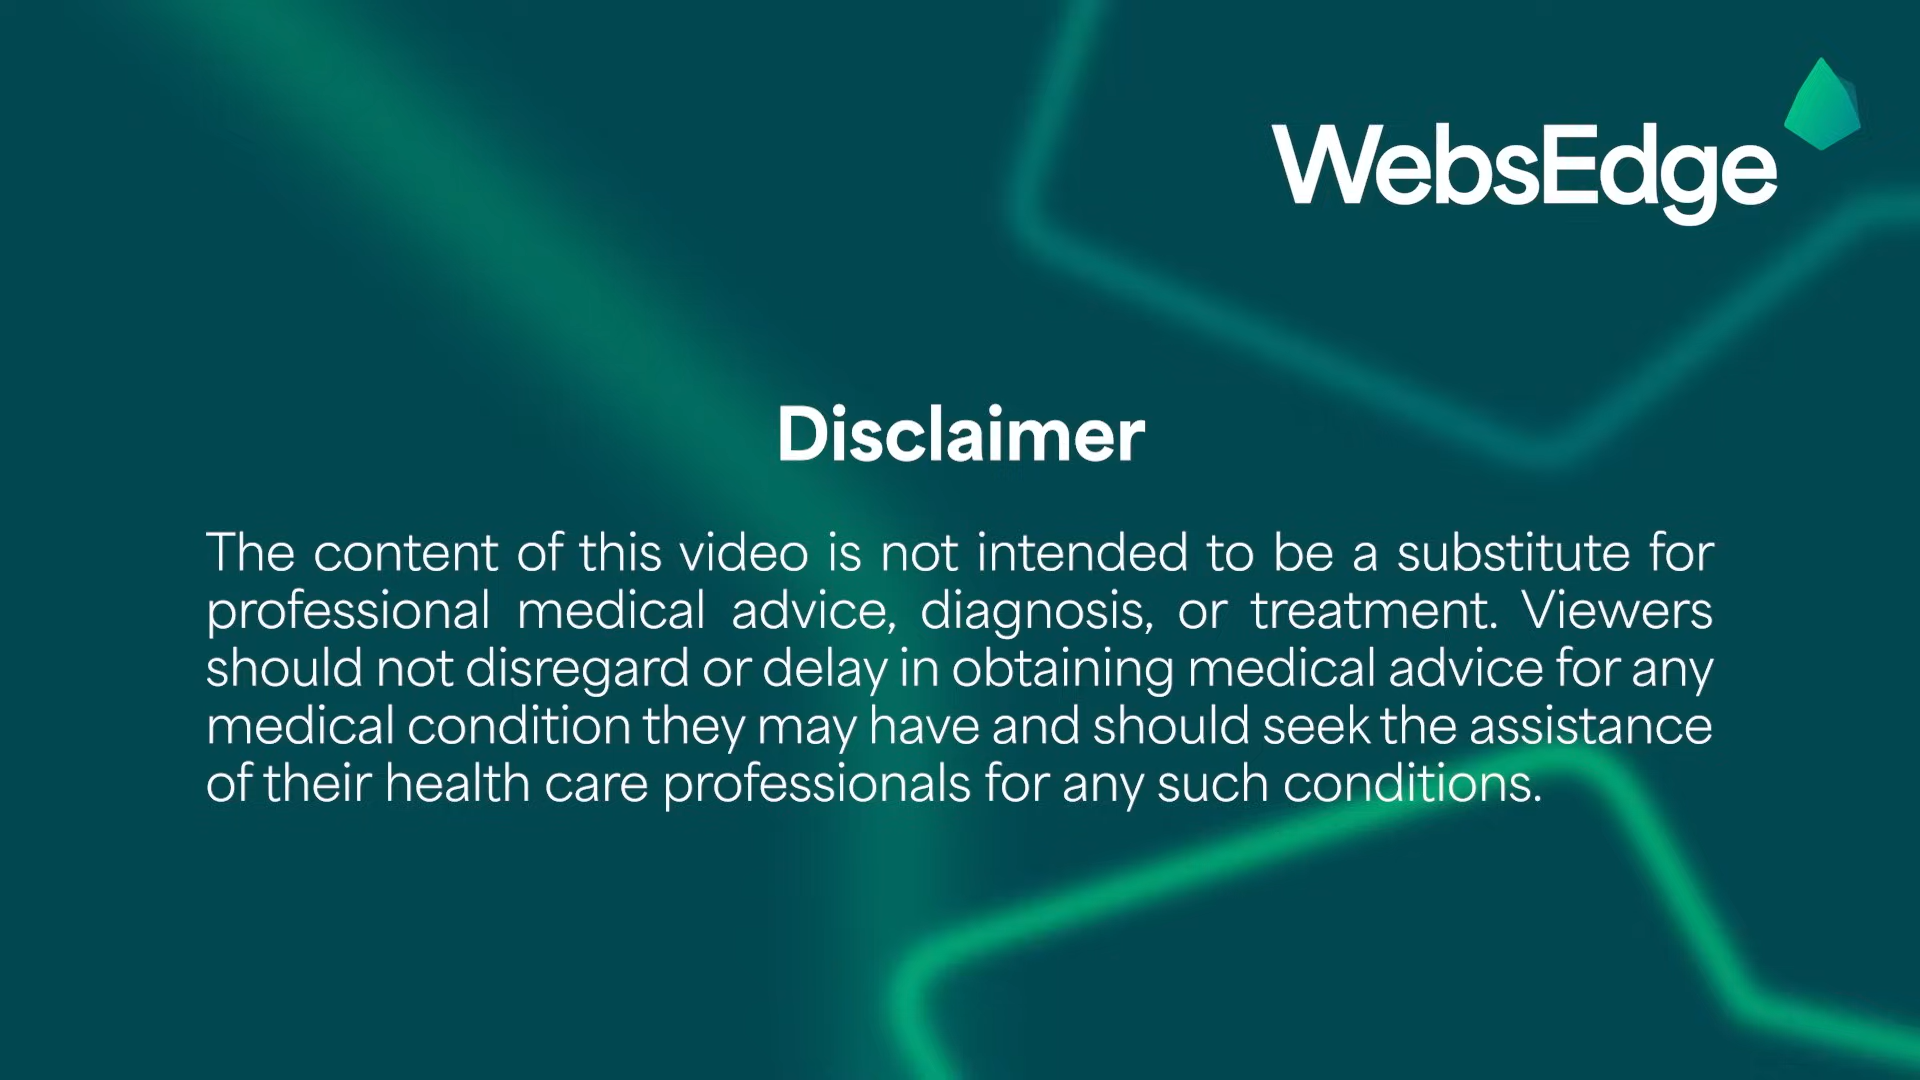 WebsEdge
Disclaimer
The content of this video is not intended to be a substitute for
professional medical advice, diagnosis, or treatment. Viewers
should not disregard or delay in obtaining medical advice for any
medical condition they may have and should seek the assistance
of their health care professionals for any such conditions.